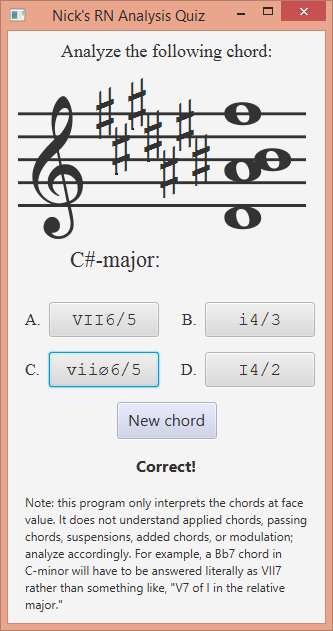 Nick's RN Analysis Quiz
Analyze the following chord:
C#-major:
A. VII6/5 B. i4/3
C. viiø6/5 D. I4/2
New chord
Correct!
Note: this program only interprets the chords at face
value. It does not understand applied chords, passing
chords, suspensions, added chords, or modulation;
analyze accordingly. For example, a Bb7 chord in
C-minor will have to be answered literally as VII7
rather than something like, "V7 of I in the relative
major."